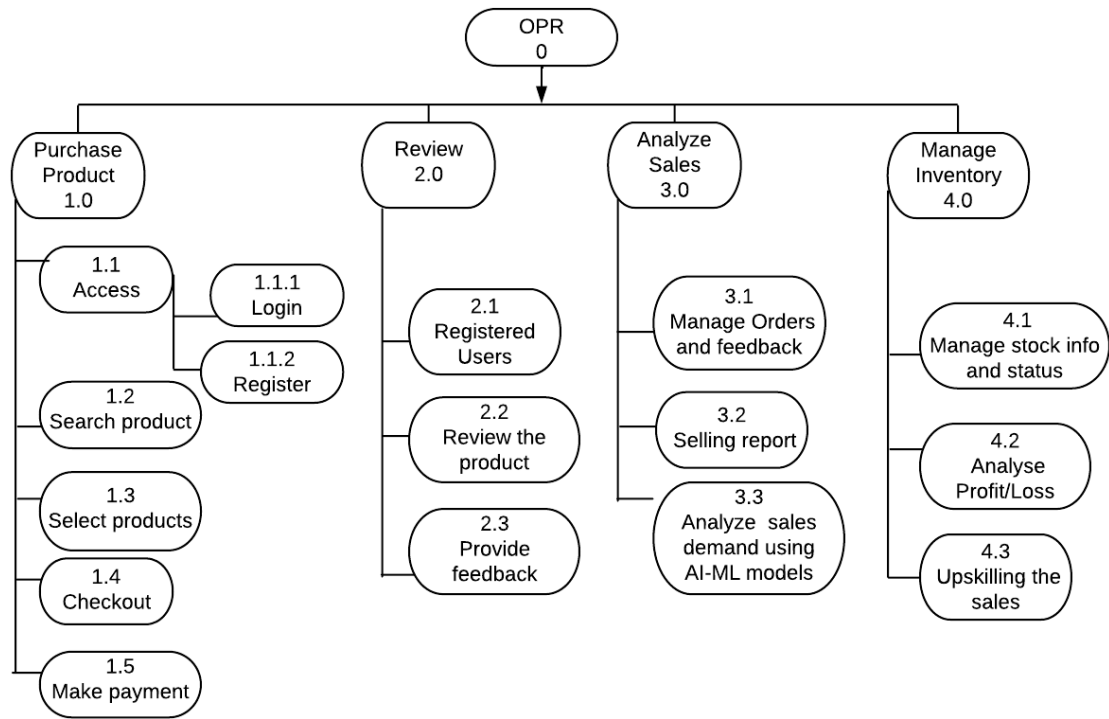 OPR
0
Purchase
Product
1.0
Review
2.0
Analyze
Sales
3.0
Manage
Inventory
4.0
1.1
Access
1.1.1
Login
1.1.2
Register
1.2
Search product
1.3
Select products
1.4
Checkout
1.5
Make payment
2.1
Registered
Users
2.2
Review the
product
2.3
Provide
feedback
3.1
Manage Orders
and feedback
3.2
Selling report
3.3
Analyze sales
demand using
AI-ML models
4.1
Manage stock info
and status
4.2
Analyse
Profit/Loss
4.3
Upskilling the
sales